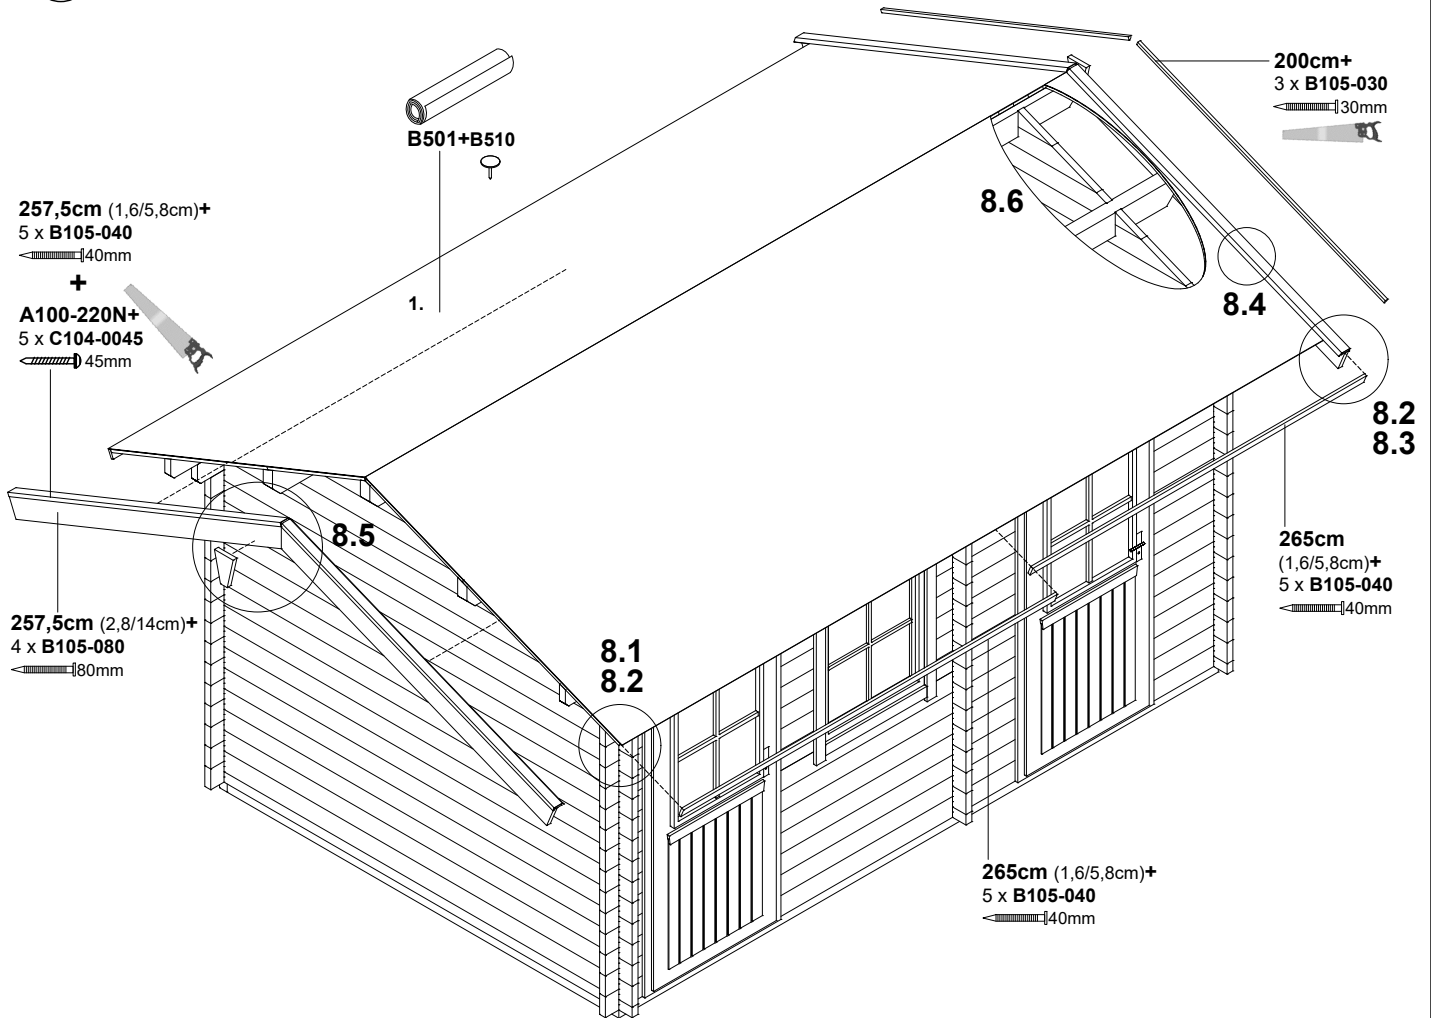 200cm+
3 x B105-030
30mm
B501+B510
257,5cm (1,6/5,8cm)+
5 x B105-040
40mm
+
A100-220N+
5 x C104-0045
45mm
1.
8.6
8.4
8.2
8.3
8.5
265cm
(1,6/5,8cm)+
5 x B105-040
40mm
257,5cm (2,8/14cm)+
4 x B105-080
80mm
8.1
8.2
265cm (1,6/5,8cm)+
5 x B105-040
40mm